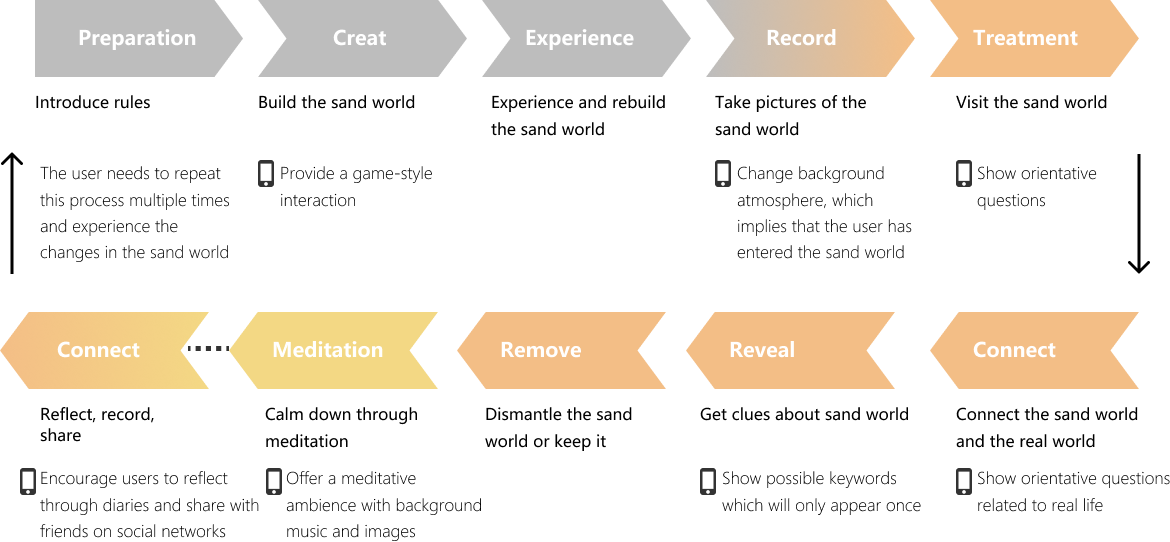 Preparation
Creat
Experience
Record
Treatment
Introduce rules
Build the sand world
Experience and rebuild
the sand world
Take pictures of the
sand world
Visit the sand world
The user needs to repeat
this process multiple times
and experience the
changes in the sand world
Provide a game-style
interaction
Change background
atmosphere, which
implies that the user has
entered the sand world
Show orientative
questions
Connect
Meditation
Remove
Reveal
Connect
Reflect, record,
share
Calm down through
meditation
Dismantle the sand
world or keep it
Get clues about sand world
Connect the sand world
and the real world
Encourage users to reflect
through diaries and share with
friends on social networks
Offer a meditative
ambience with background
music and images
Show possible keywords
which will only appear once
Show orientative questions
related to real life